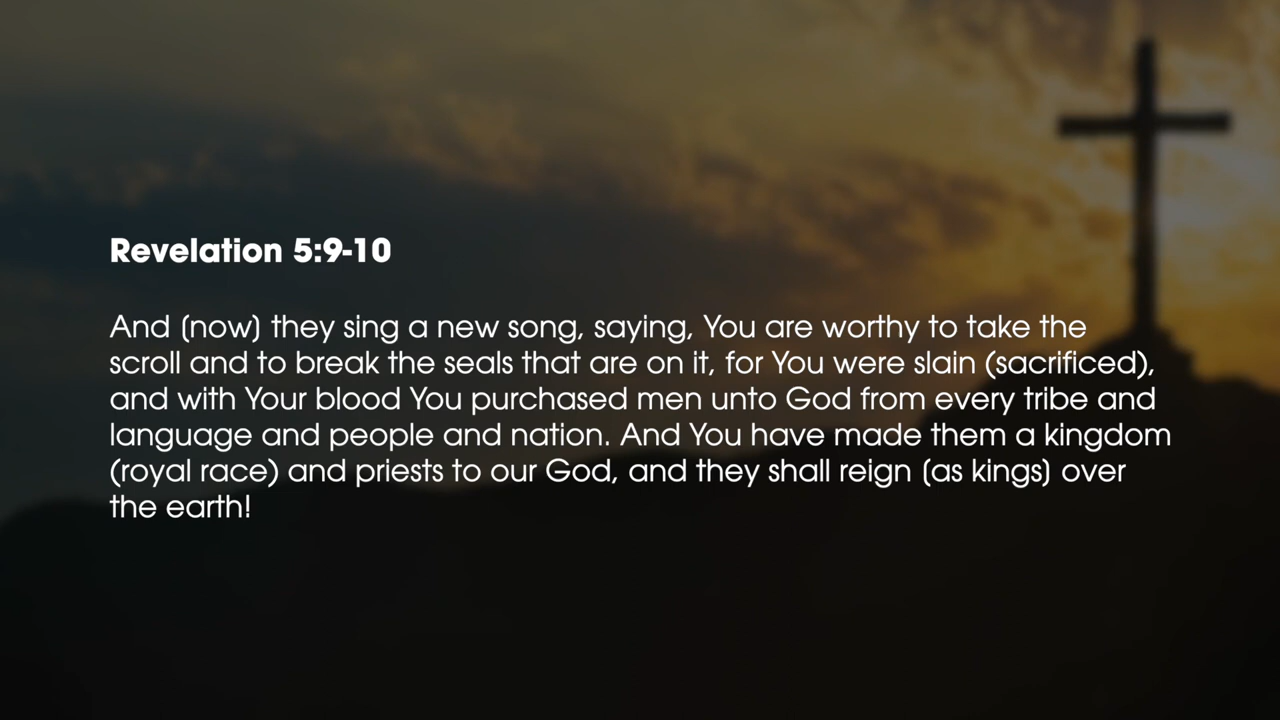 Revelation 5:9-10
And [now] they sing a new song, saying, You are worthy to take the
scroll and to break the seals that are on it, for You were slain (sacrificed),
and with Your blood You purchased men unto God from every tribe and
language and people and nation. And You have made them a kingdom
(royal race) and priests to our God, and they shall reign [as kings] over
the earth!